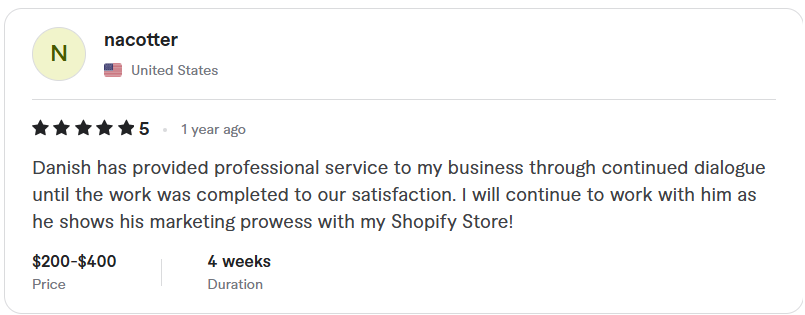 N
nacotter
United States
5
1 year ago
Danish has provided professional service to my business through continued dialogue
until the work was completed to our satisfaction. I will continue to work with him as
he shows his marketing prowess with my Shopify Store!
$200-$400
Price
4 weeks
Duration